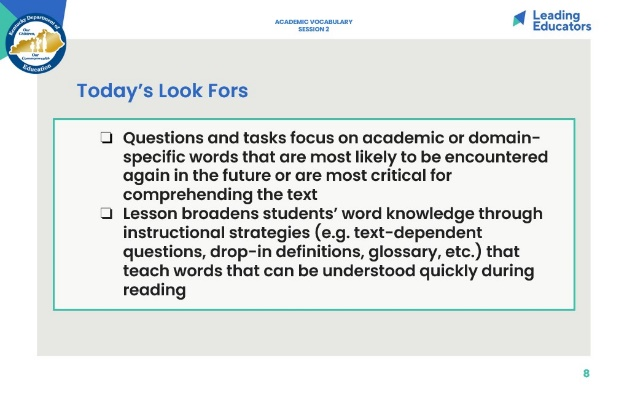 Kentucky Department of
Our
Children,
Our
Commonwealth
Education
ACADEMIC VOCABULARY
SESSION 2
Leading
Educators
Today's Look Fors
❏ Questions and tasks focus on academic or domain-
specific words that are most likely to be encountered
again in the future or are most critical for
comprehending the text
❏ Lesson broadens students' word knowledge through
instructional strategies (e.g. text-dependent
questions, drop-in definitions, glossary, etc.) that
teach words that can be understood quickly during
reading
8